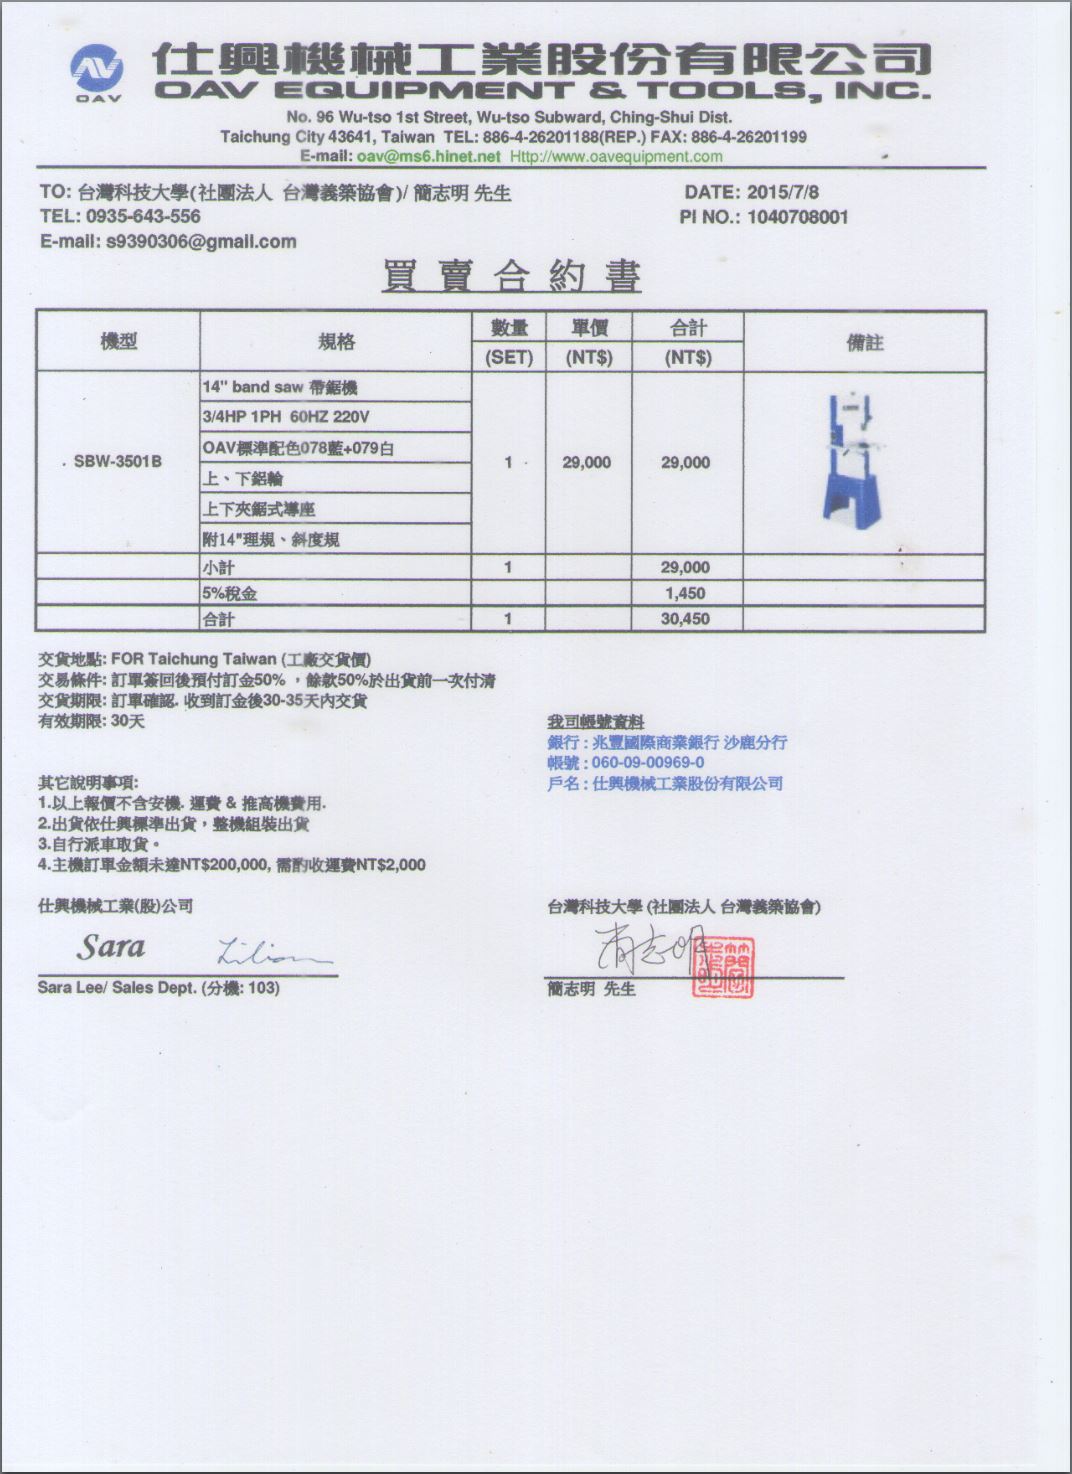 仕興機械工業股份有限公司
OAV
OAV EQUIPMENT & TOOLS, INC.
No. 96 Wu-tso 1st Street, Wu-tso Subward, Ching-Shui Dist.
Taichung City 43641, Taiwan TEL: 886-4-26201188(REP.) FAX: 886-4-26201199
E-mail: oav@ms6.hinet.net Http://www.oavequipment.com
TO: 台灣科技大學(社團法人 台灣義築協會)/ 簡志明 先生 DATE: 2015/7/8
TEL: 0935-643-556 PI NO.: 1040708001
E-mail: s9390306@gmail.com
買賣合約書
機型 規格 數量 單價 合計 備註
(SET) (NT$) (NT$)
14" band saw 帶鋸機
3/4HP 1PH 60HZ 220V
OAV標準配色078藍+079白
SBW-3501B 1 29,000 29,000
上、下鋁輪
上下夾鋸式導座
附14"理規、斜度規
小計 1 29,000
5%稅金 1,450
合計 1 30,450
交貨地點: FOR Taichung Taiwan (工廠交貨價)
交易條件: 訂單簽回後預付訂金50% ，餘款50%於出貨前一次付清
交貨期限: 訂單確認. 收到訂金後30-35天內交貨
有效期限: 30天
我司帳號資料
銀行 : 兆豐國際商業銀行 沙鹿分行
帳號 : 060-09-00969-0
戶名 : 仕興機械工業股份有限公司
其它說明事項:
1.以上報價不含安機. 運費 & 推高機費用.
2.出貨依仕興標準出貨，整機組裝出貨
3.自行派車取貨。
4.主機訂單金額未達NT$200,000, 需酌收運費NT$2,000
仕興機械工業(股)公司 台灣科技大學 (社團法人 台灣義築協會)
Sara Lilian 簡志明
Sara Lee/ Sales Dept. (分機: 103) 簡志明 先生